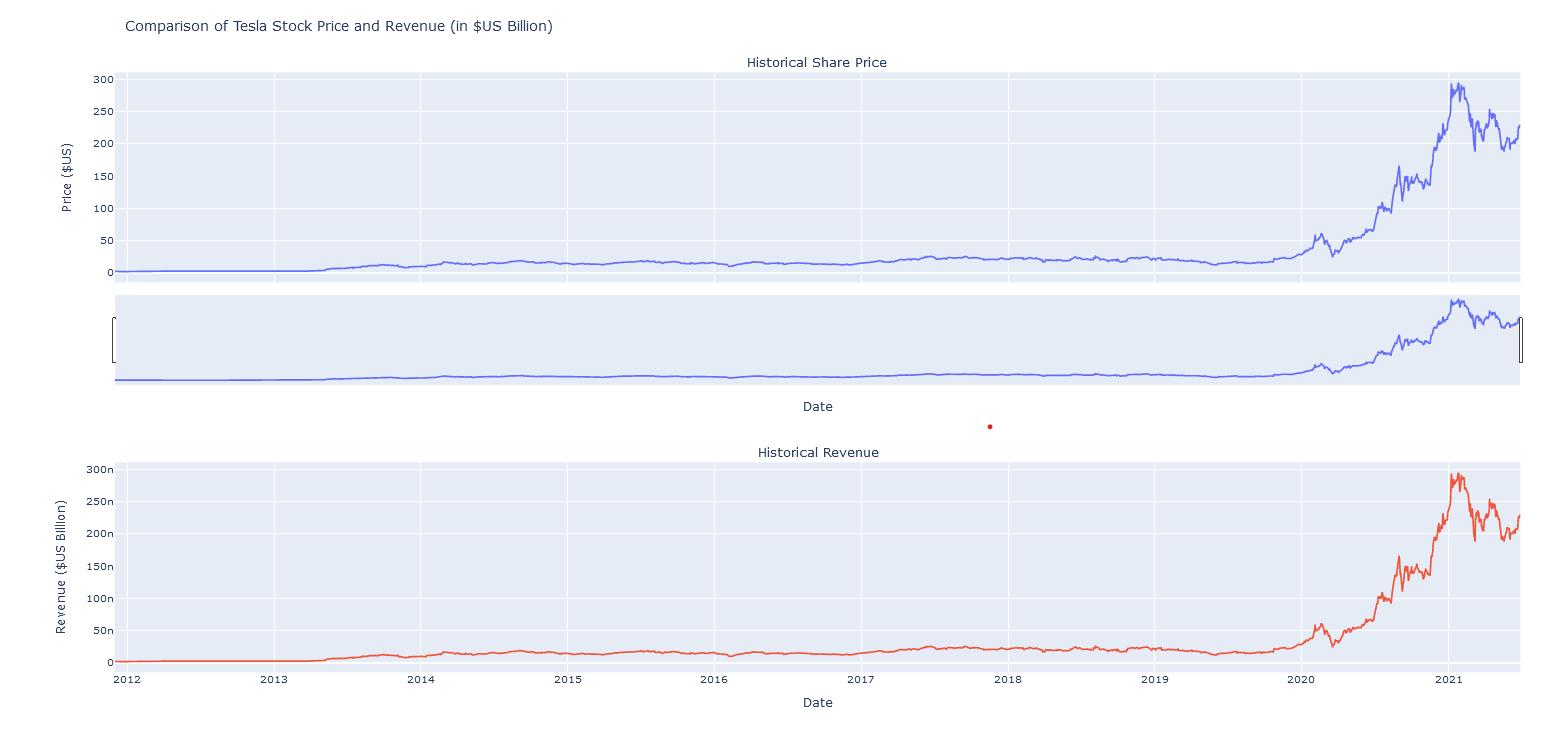 Comparison of Tesla Stock Price and Revenue (in $US Billion)
Historical Share Price
300
250
200
150
100
50
0
Price ($US)
Date
Historical Revenue
300n
250n
200n
150n
100n
50n
0
Revenue ($US Billlion)
2012 2013 2014 2015 2016 2017 2018 2019 2020 2021
Date